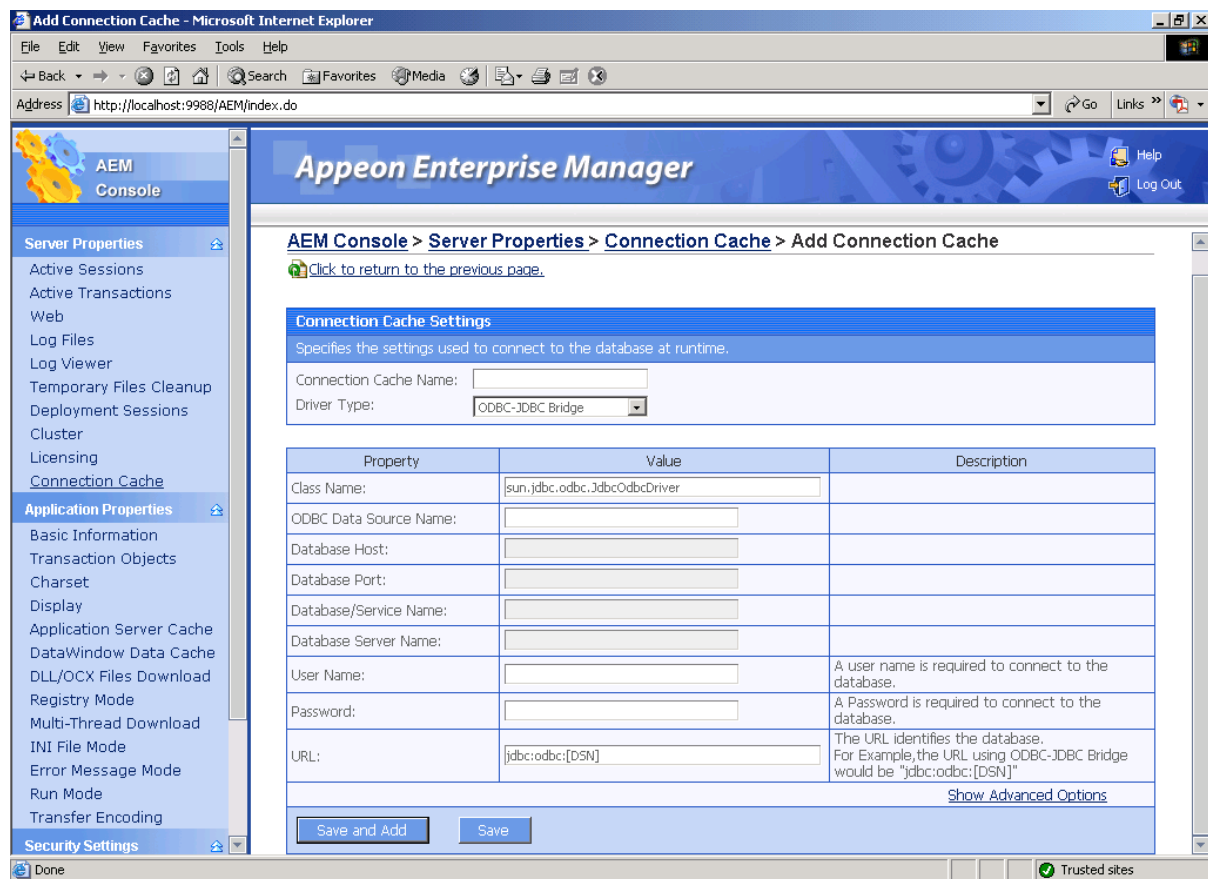 Add Connection Cache - Microsoft Internet Explorer
File Edit View Favorites Tools Help
Back Search Favorites Media
Address http://localhost:9988/AEM/index.do Go Links »
AEM
Console
Appeon Enterprise Manager
Help
Log Out
Server Properties
Active Sessions
Active Transactions
Web
Log Files
Log Viewer
Temporary Files Cleanup
Deployment Sessions
Cluster
Licensing
Connection Cache
Application Properties
Basic Information
Transaction Objects
Charset
Display
Application Server Cache
DataWindow Data Cache
DLL/OCX Files Download
Registry Mode
Multi-Thread Download
INI File Mode
Error Message Mode
Run Mode
Transfer Encoding
Security Settings
AEM Console > Server Properties > Connection Cache > Add Connection Cache
Click to return to the previous page.
Connection Cache Settings
Specifies the settings used to connect to the database at runtime.
Connection Cache Name:
Driver Type: ODBC-JDBC Bridge
Property Value Description
Class Name: sun.jdbc.odbc.JdbcOdbcDriver
ODBC Data Source Name:
Database Host:
Database Port:
Database/Service Name:
Database Server Name:
User Name: A user name is required to connect to the
database.
Password: A Password is required to connect to the
database.
URL: jdbc:odbc:[DSN] The URL identifies the database.
For Example,the URL using ODBC-JDBC Bridge
would be "jdbc:odbc:[DSN]"
Show Advanced Options
Save and Add Save
Done Trusted sites